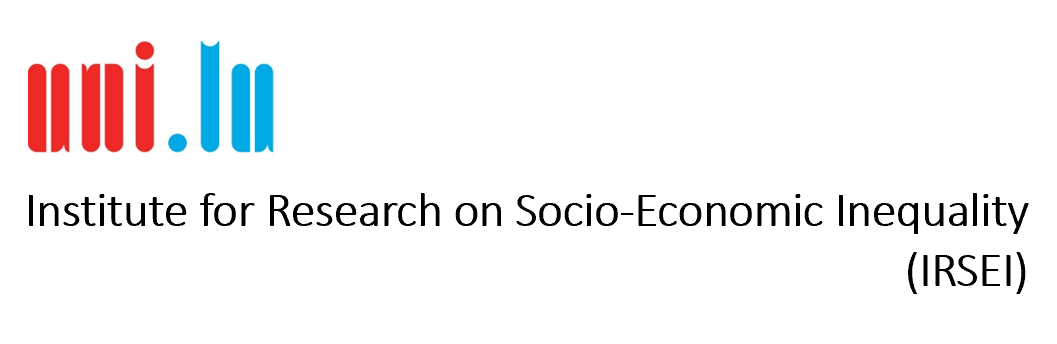 uni.lu
Institute for Research on Socio-Economic Inequality
(IRSEI)